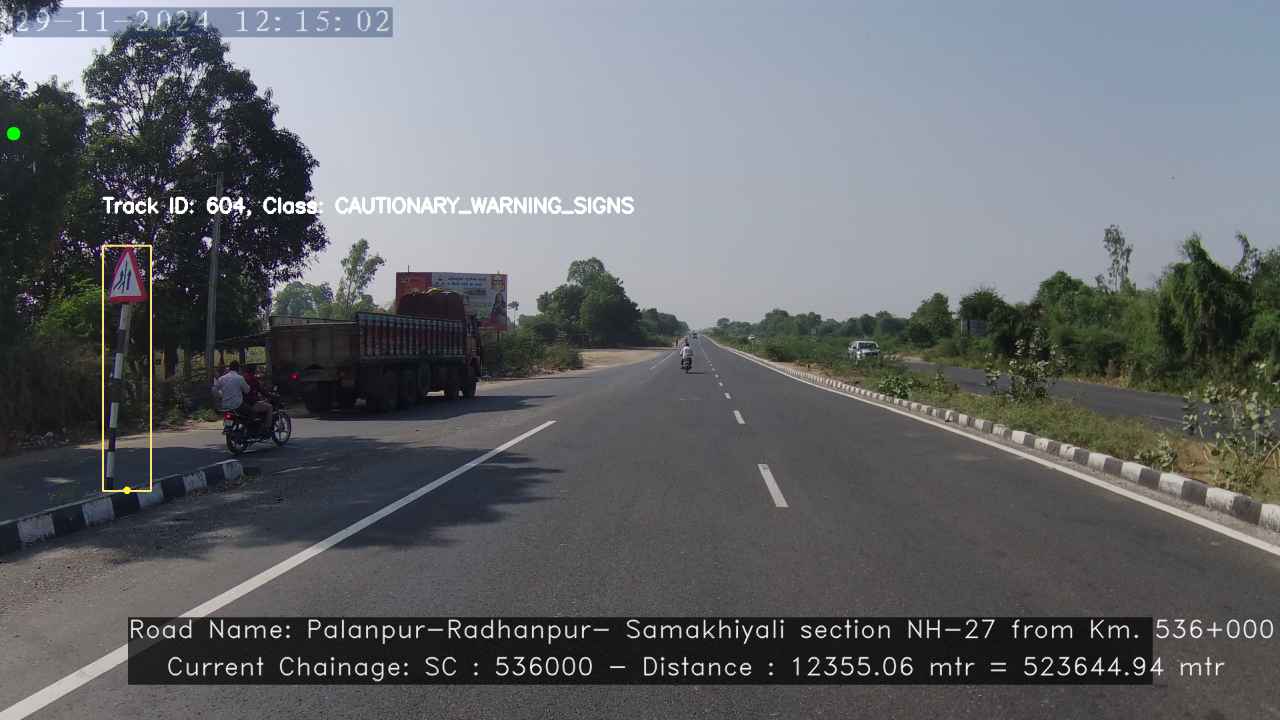 29-11-2024 12:15:02
Track ID: 604, Class: CAUTIONARY_WARNING_SIGNS
Road Name: Palanpur-Radhanpur- Samakhiyali section NH-27 from Km. 536+000
Current Chainage: SC : 536000 - Distance : 12355.06 mtr = 523644.94 mtr